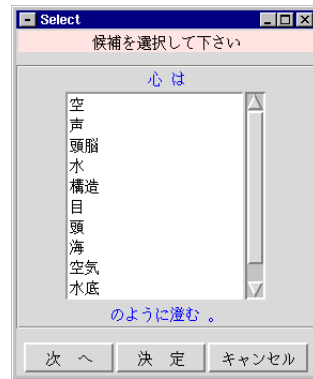 Select
候補を選択して下さい
心 は
空
声
頭脳
水
構造
目
頭
海
空気
水底
のように澄む 。
次 へ 決 定 キャンセル